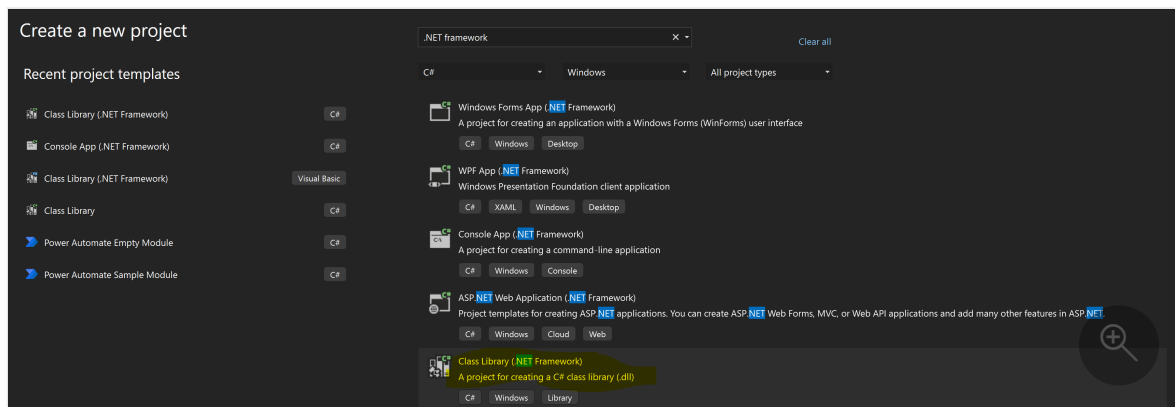 Create a new project
Recent project templates
Class Library (.NET Framework) C#
Console App (.NET Framework) C#
Class Library (.NET Framework) Visual Basic
Class Library C#
Power Automate Empty Module C#
Power Automate Sample Module C#
.NET framework
Clear all
C# Windows All project types
Windows Forms App (.NET Framework)
A project for creating an application with a Windows Forms (WinForms) user interface
C# Windows Desktop
WPF App (.NET Framework)
Windows Presentation Foundation client application
C# XAML Windows Desktop
Console App (.NET Framework)
A project for creating a command-line application
C# Windows Console
ASP.NET Web Application (.NET Framework)
Project templates for creating ASP.NET applications. You can create ASP.NET Web Forms, MVC, or Web API applications and add many other features in ASP.NET.
C# Windows Cloud Web
Class Library (.NET Framework)
A project for creating a C# class library (.dll)
C# Windows Library